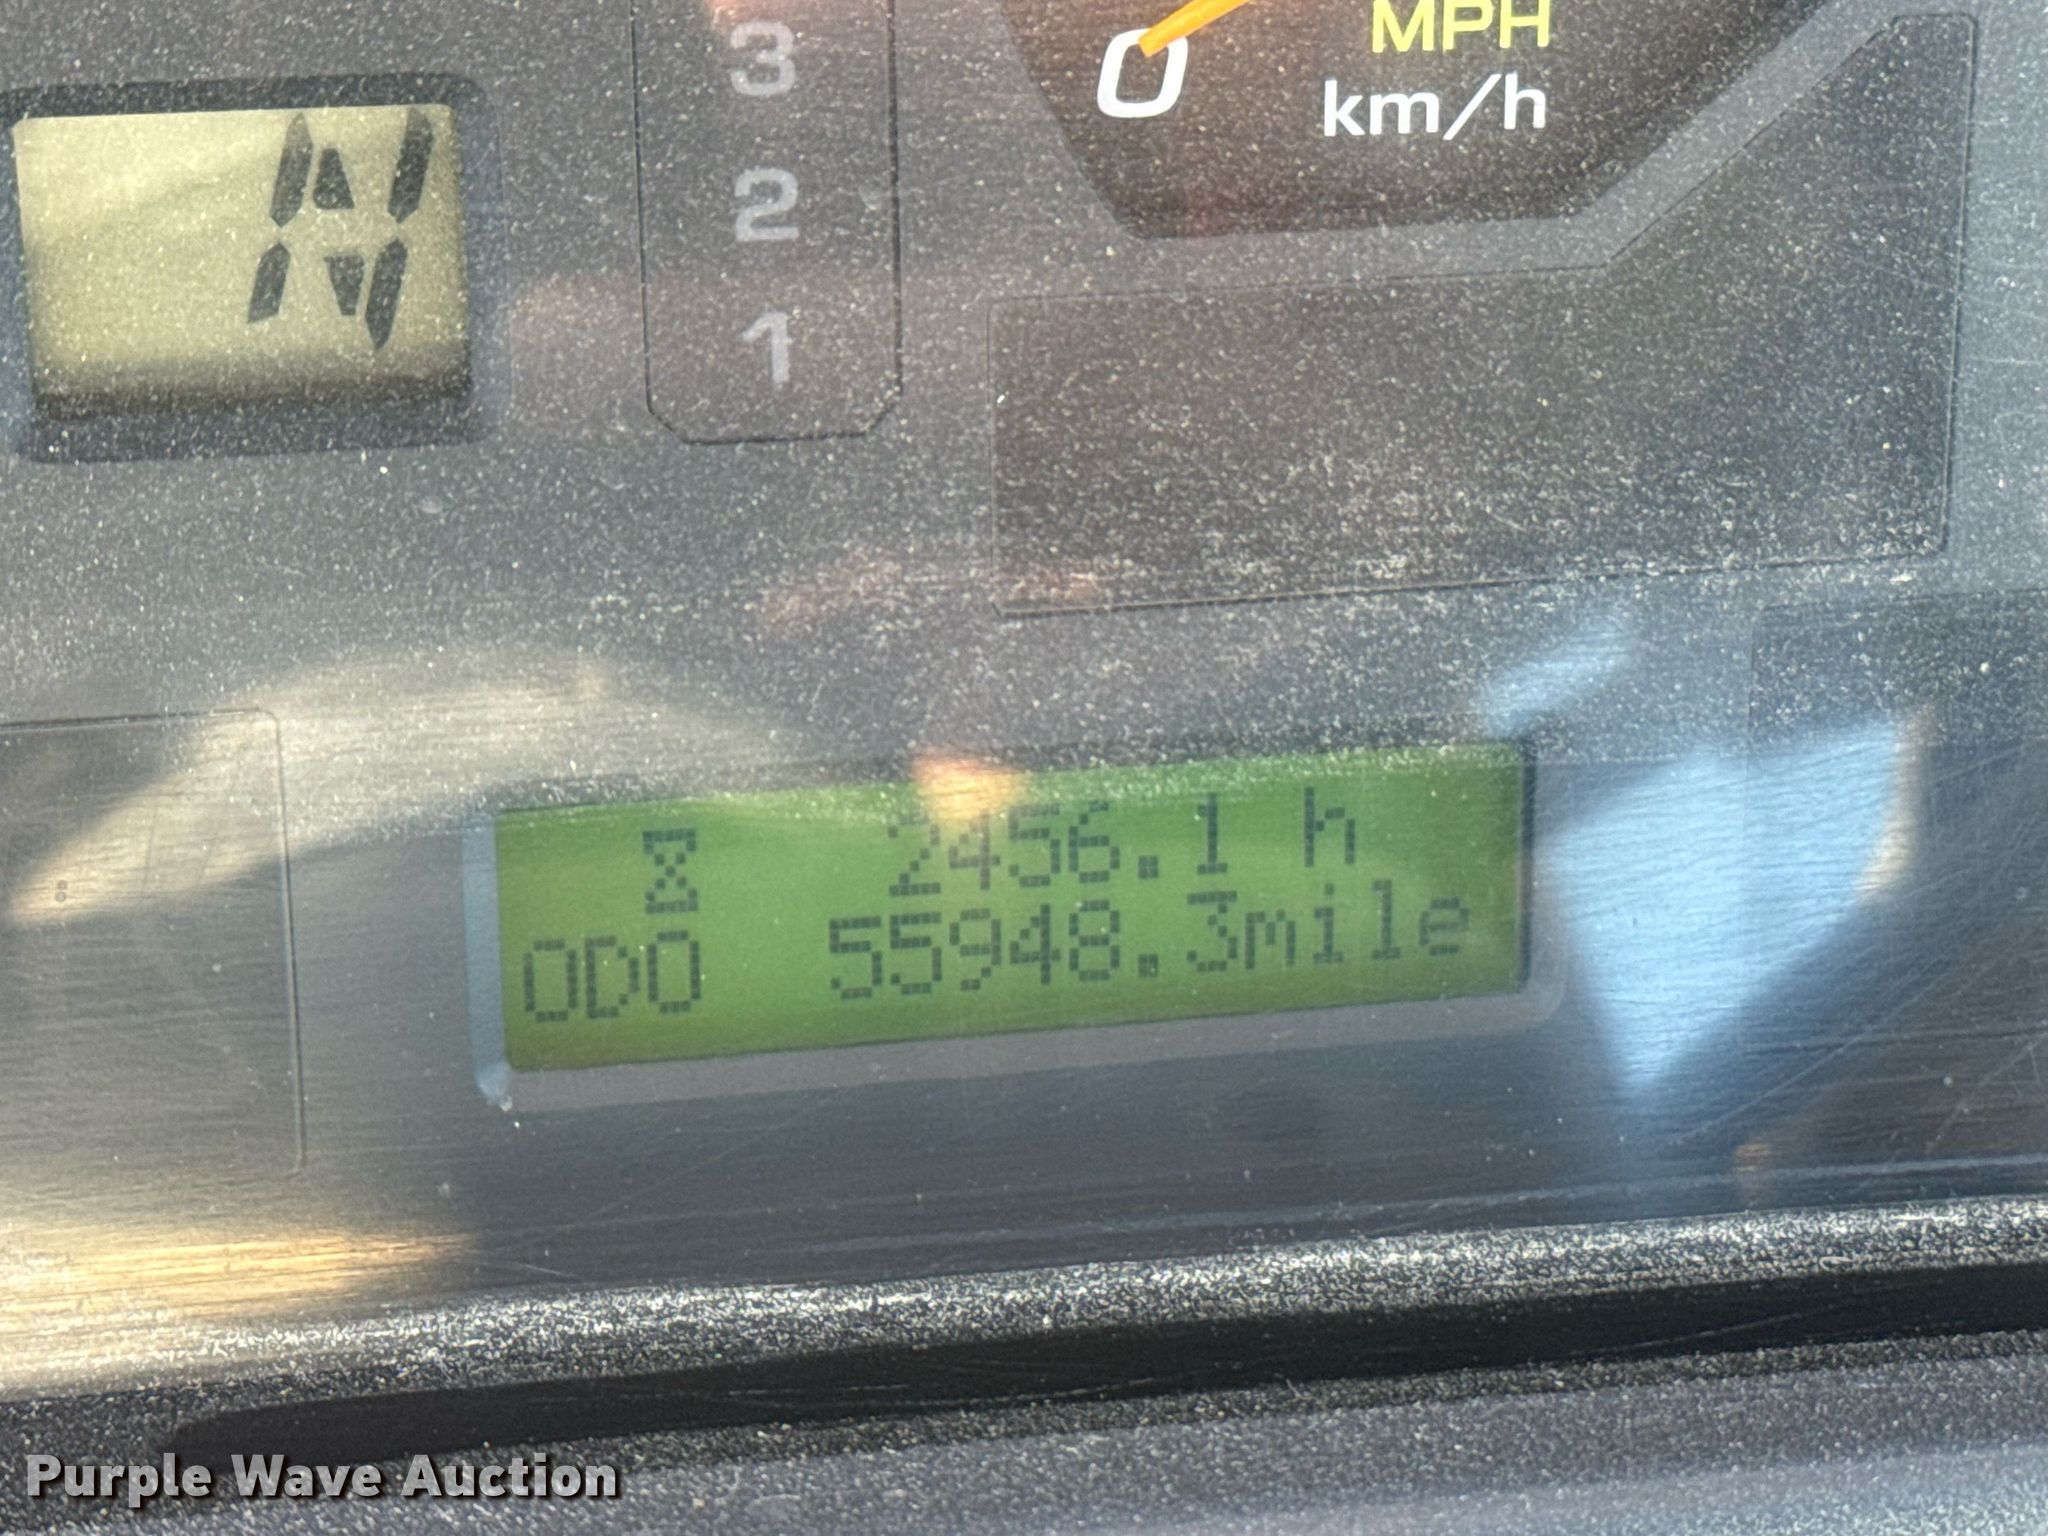 3
2
1
0
MPH
km/h
N
2456.1 h
ODO 55948.3mile
Purple Wave Auction